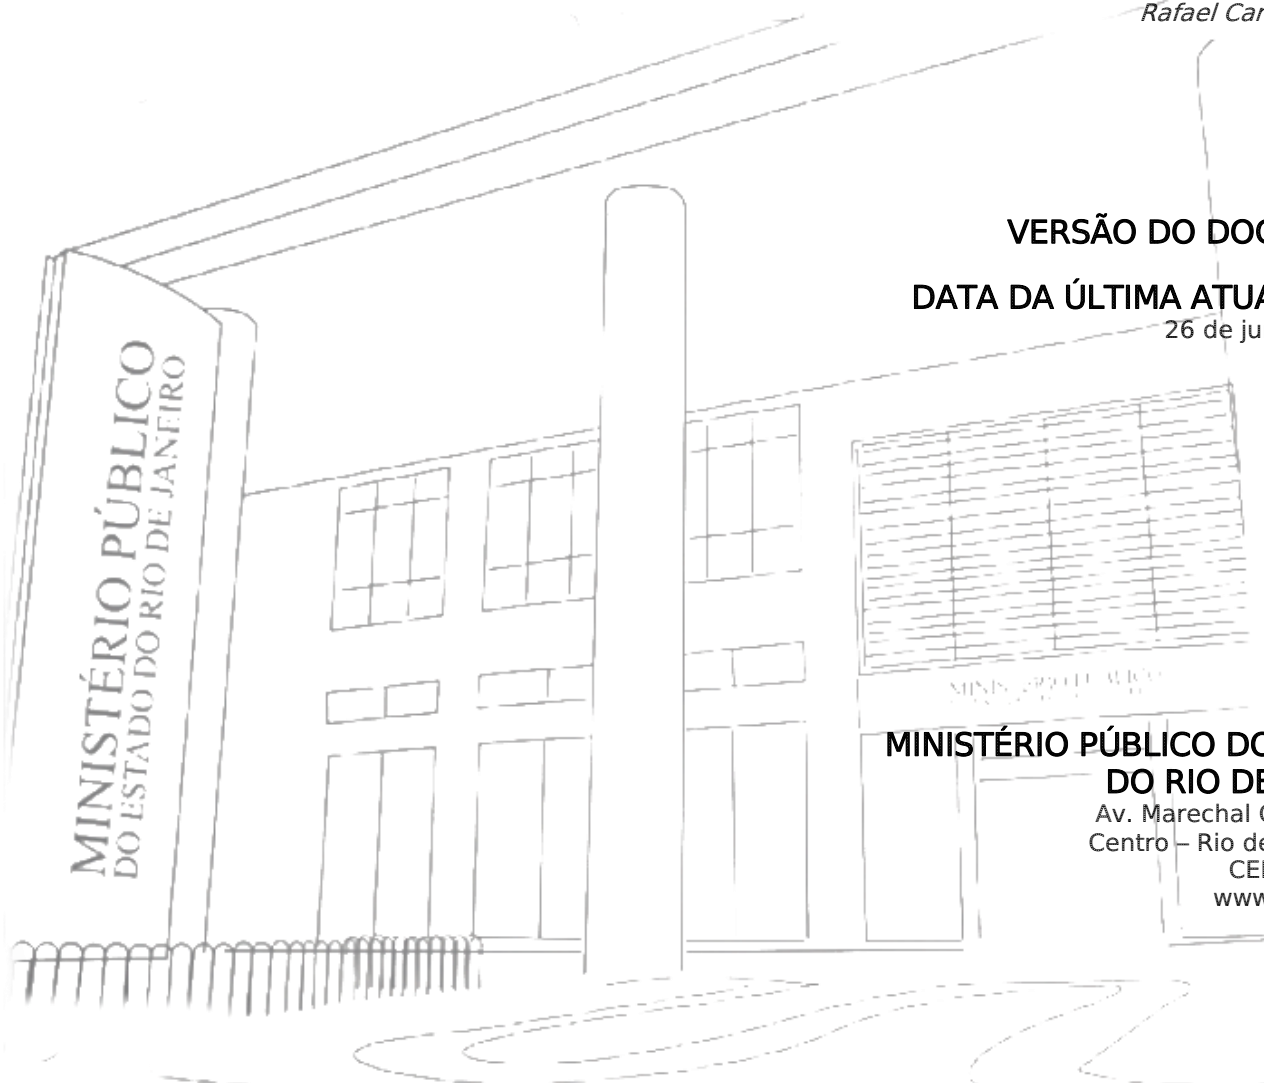 Rafael Car
VERSÃO DO DOC
DATA DA ÚLTIMA ATUA
26 de ju
MINISTÉRIO PÚBLICO
DO ESTADO DO RIO DE JANEIRO
MINISTÉRIO PÚBLICO DO
DO RIO DE
Av. Marechal C
Centro – Rio de
CEI
www